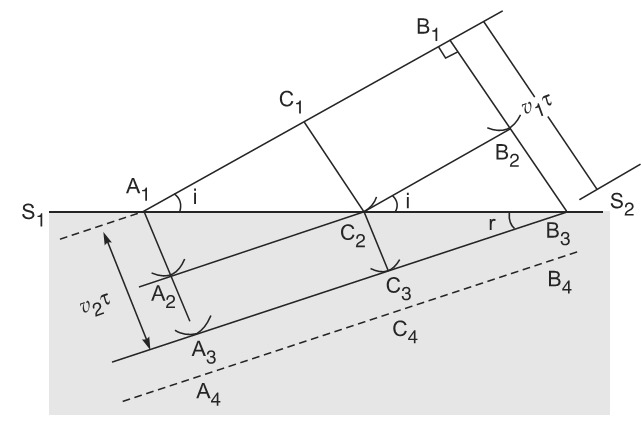 B₁
C₁
v₁τ
B₂
A₁
i
i
S₁
S₂
C₂
r
B₃
A₂
v₂τ
C₃
B₄
A₃
C₄
A₄